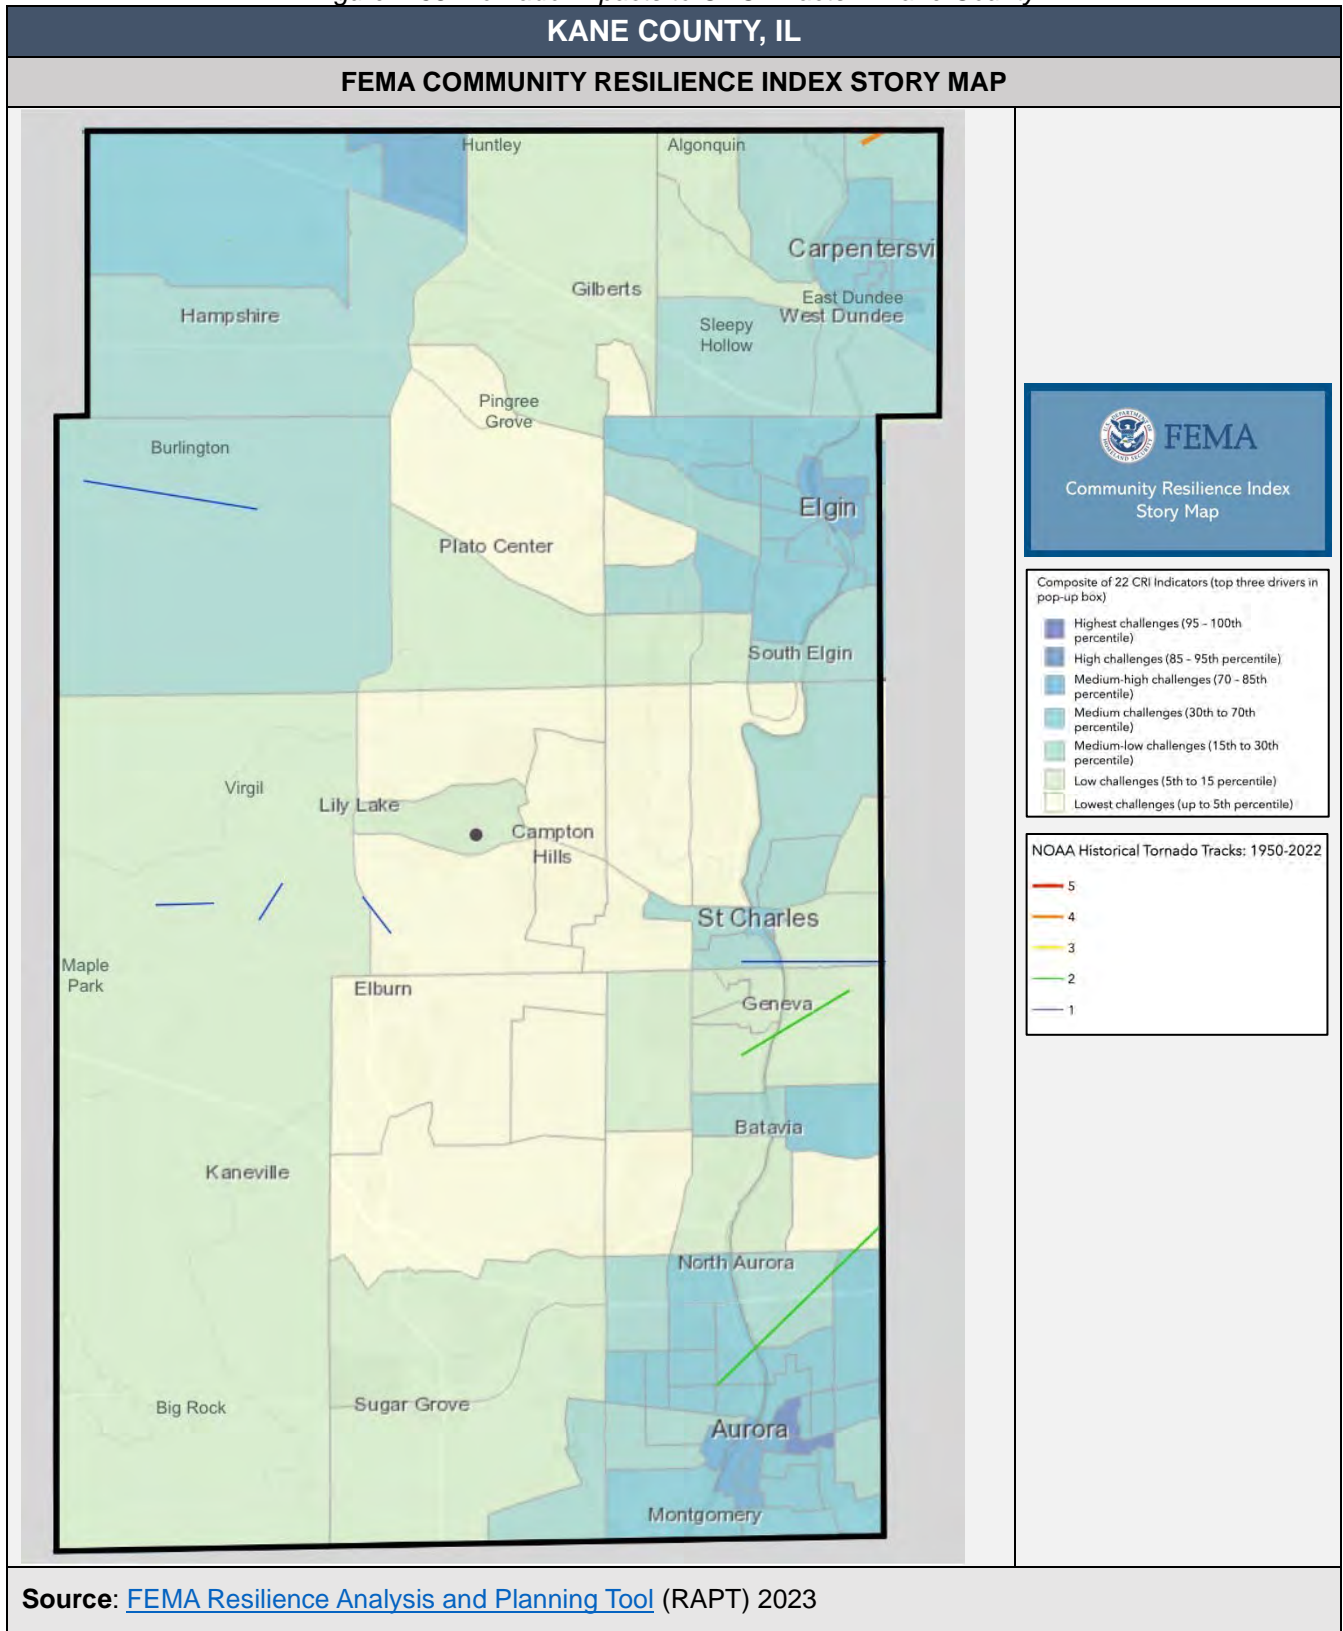 KANE COUNTY, IL
FEMA COMMUNITY RESILIENCE INDEX STORY MAP
Huntley
Algonquin
Carpentersvi
Gilberts
East Dundee
West Dundee
Hampshire
Sleepy
Hollow
Pingree
Grove
Burlington
Elgin
Plato Center
South Elgin
Virgil
Lily Lake
Campton
Hills
St Charles
Maple
Park
Elburn
Geneva
Batavia
Kaneville
North Aurora
Big Rock
Sugar Grove
Aurora
Montgomery
FEMA
Community Resilience Index
Story Map
Composite of 22 CRI Indicators (top three drivers in
pop-up box)
Highest challenges (95 - 100th
percentile)
High challenges (85 - 95th percentile)
Medium-high challenges (70 - 85th
percentile)
Medium challenges (30th to 70th
percentile)
Medium-low challenges (15th to 30th
percentile)
Low challenges (5th to 15 percentile)
Lowest challenges (up to 5th percentile)
NOAA Historical Tornado Tracks: 1950-2022
5
4
3
2
1
Source: FEMA Resilience Analysis and Planning Tool (RAPT) 2023